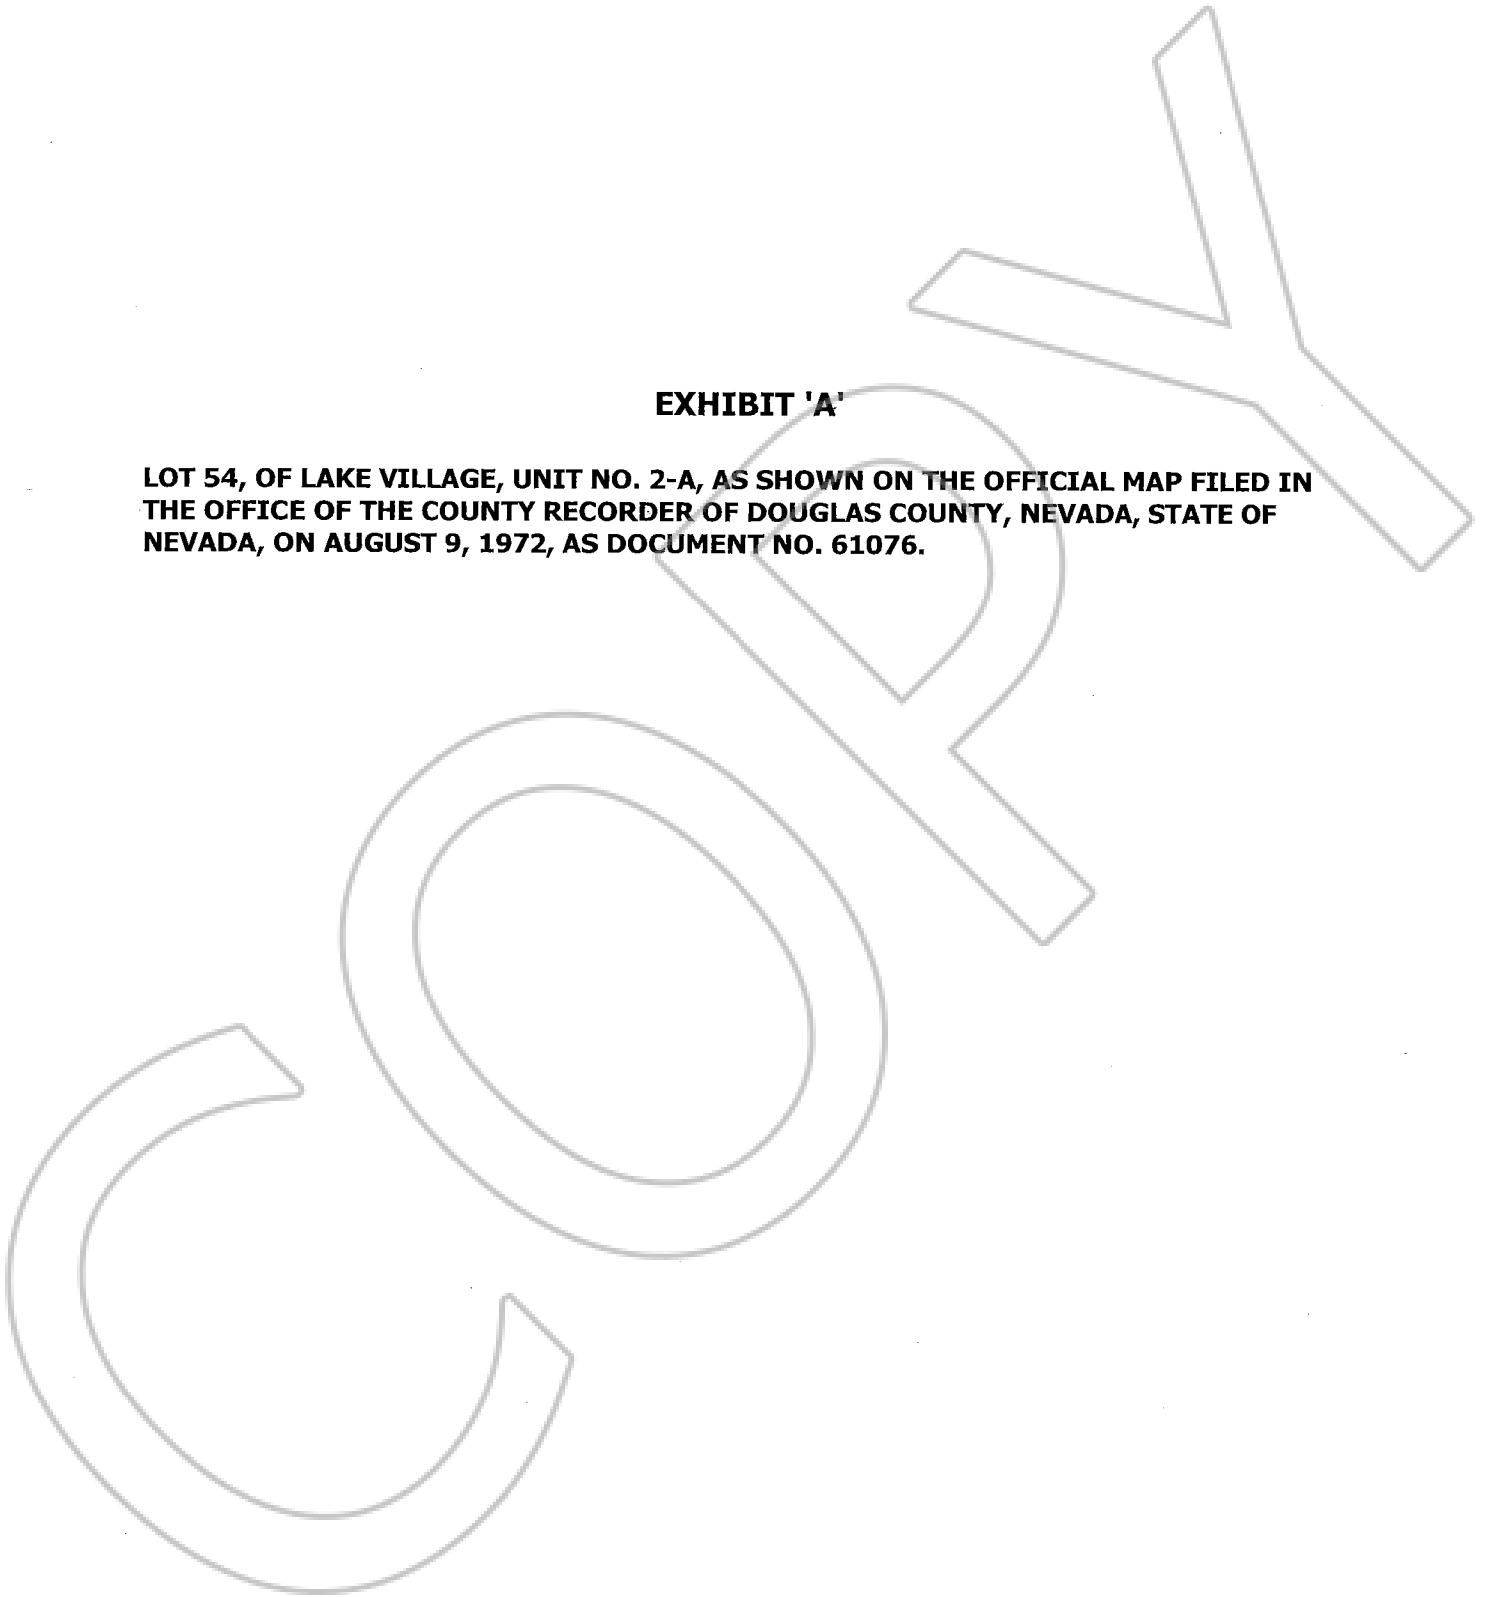 EXHIBIT 'A'
LOT 54, OF LAKE VILLAGE, UNIT NO. 2-A, AS SHOWN ON THE OFFICIAL MAP FILED IN
THE OFFICE OF THE COUNTY RECORDER OF DOUGLAS COUNTY, NEVADA, STATE OF
NEVADA, ON AUGUST 9, 1972, AS DOCUMENT NO. 61076.
COPY